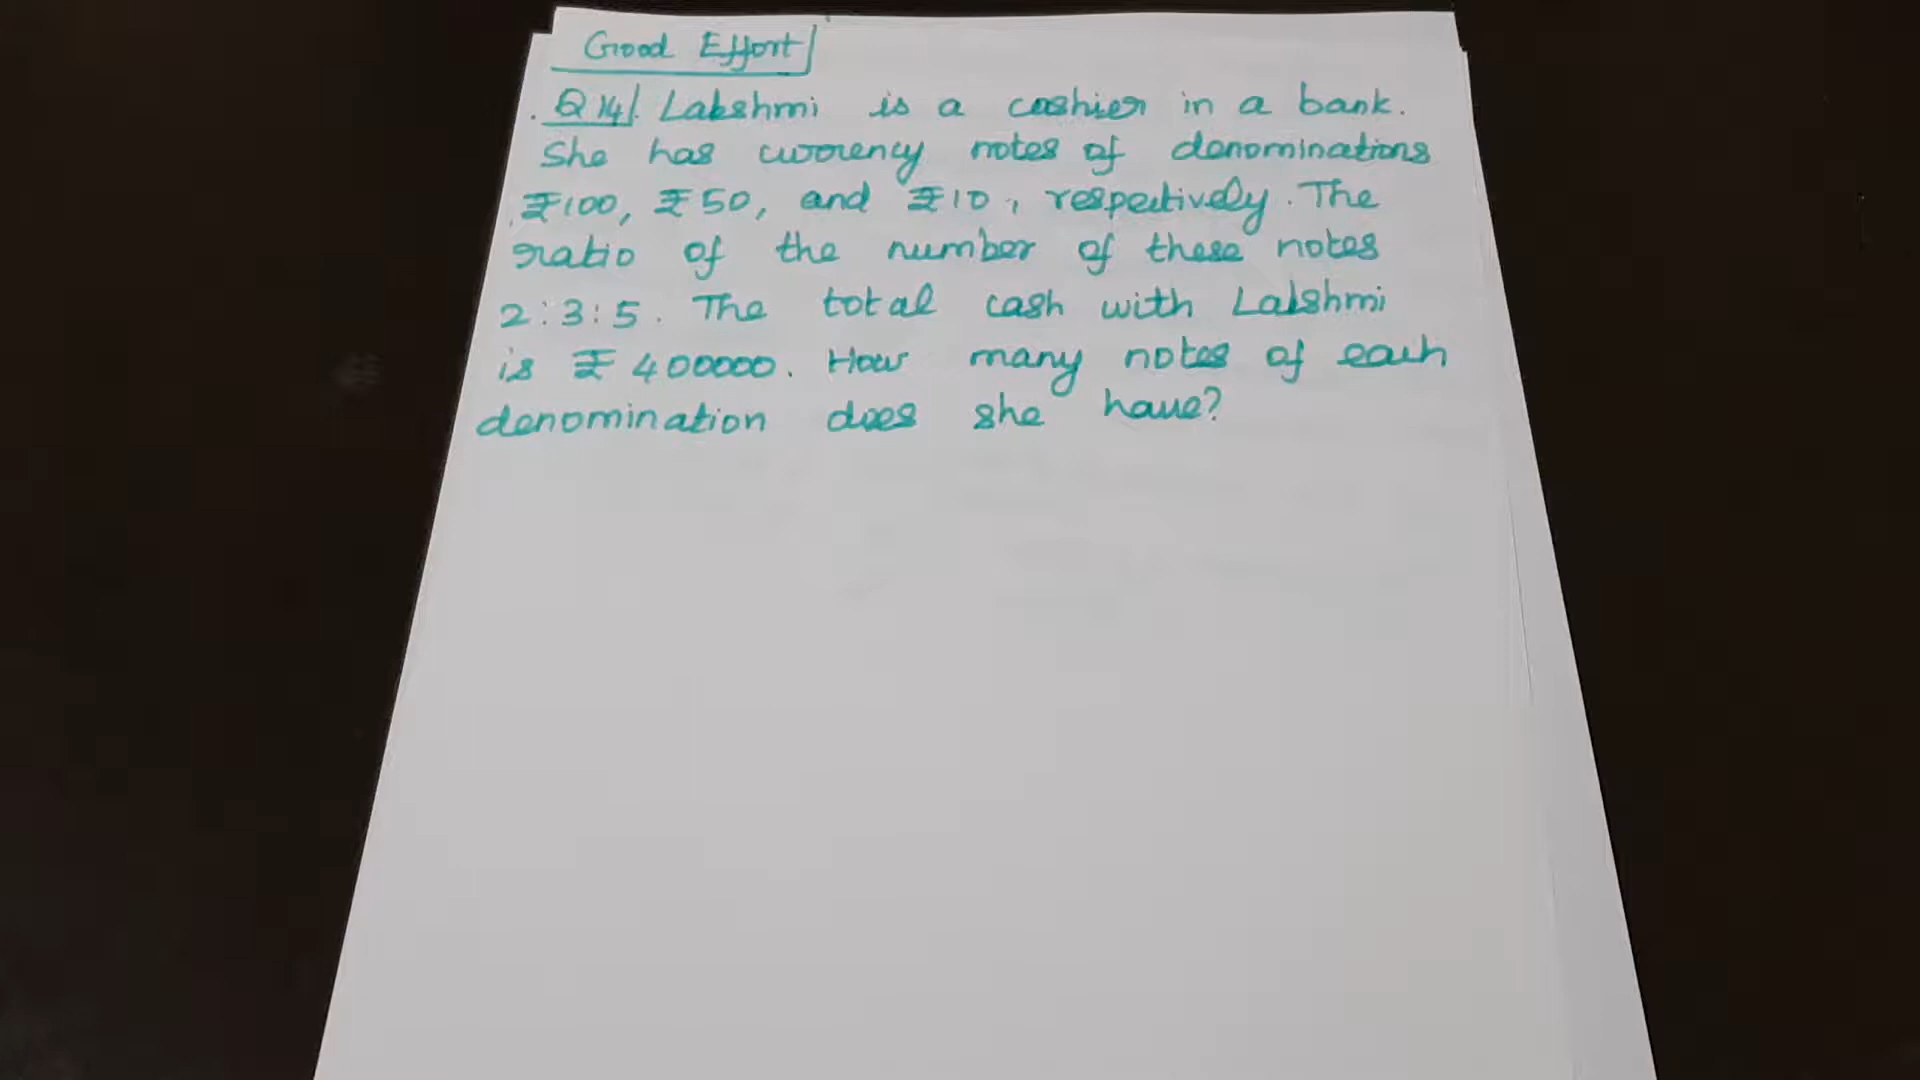 Good Effort
Q14. Lakshmi is a cashier in a bank.
She has currency notes of denominations
₹100, ₹50, and ₹10, respectively. The
ratio of the number of these notes
2:3:5. The total cash with Lakshmi
is ₹400000. How many notes of each
denomination does she have?